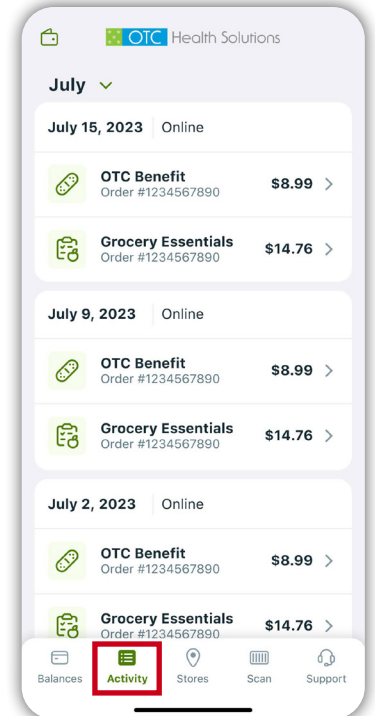 OTC Health Solutions
July
July 15, 2023 Online
OTC Benefit $8.99
Order #1234567890
Grocery Essentials $14.76
Order #1234567890
July 9, 2023 Online
OTC Benefit $8.99
Order #1234567890
Grocery Essentials $14.76
Order #1234567890
July 2, 2023 Online
OTC Benefit $8.99
Order #1234567890
Grocery Essentials $14.76
Order #1234567890
Balances Activity Stores Scan Support